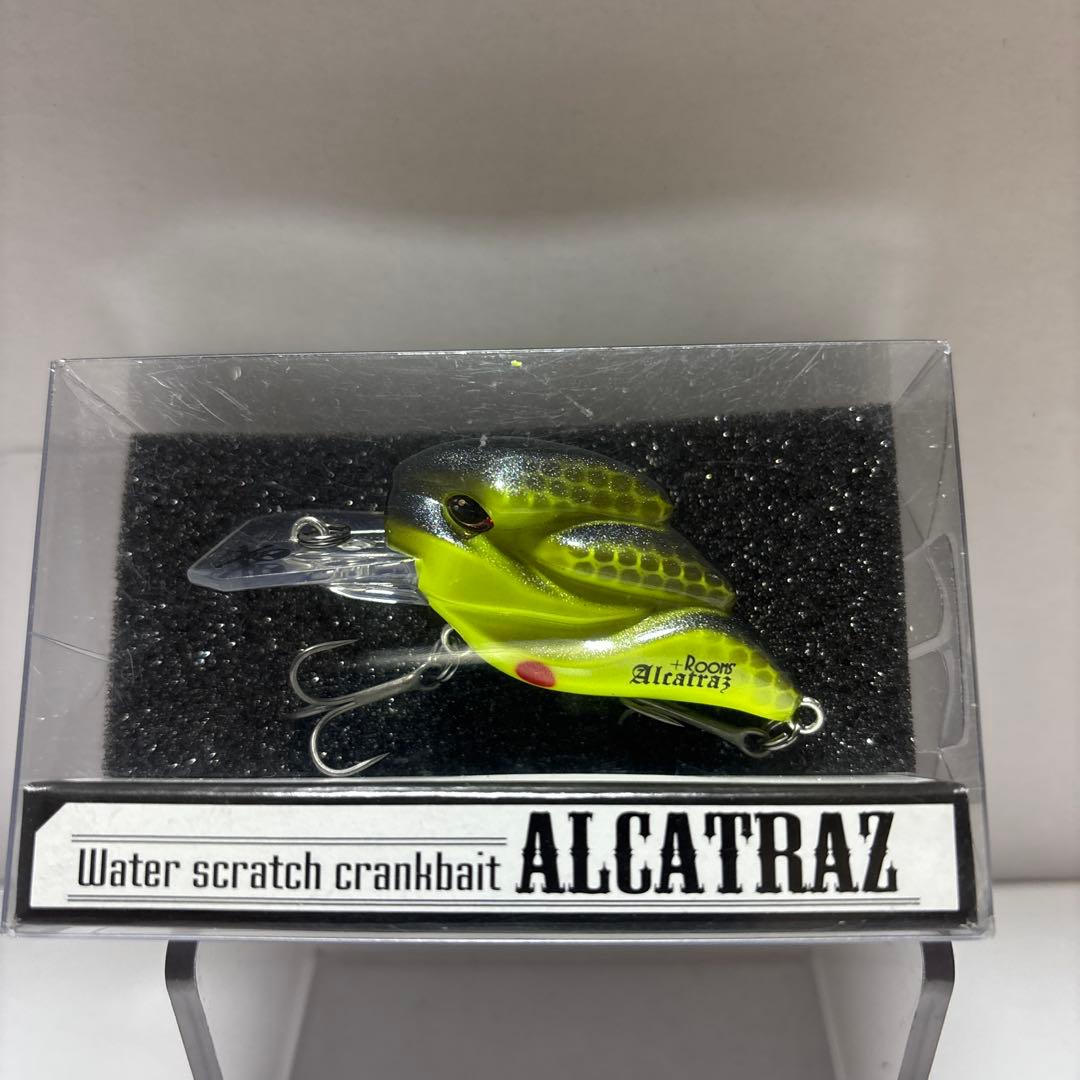 +Rooms'
Alcatraz
Water scratch crankbait ALCATRAZ